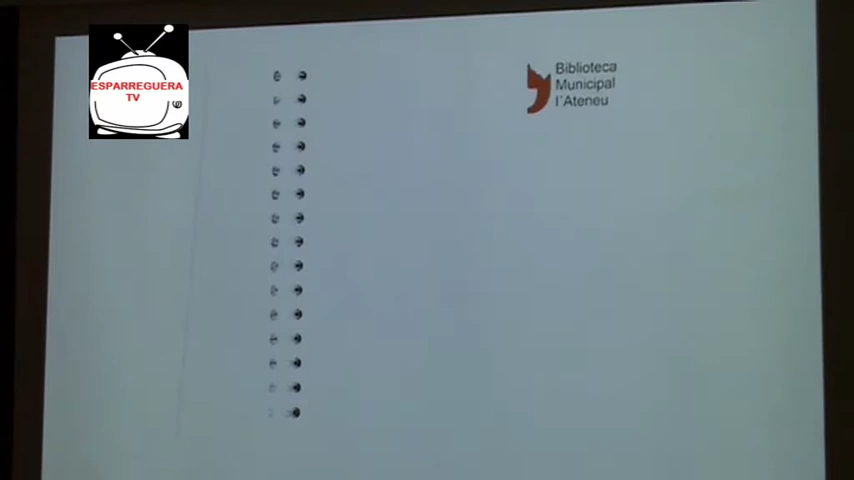 ESPARREGUERA
TV
Biblioteca
Municipal
l'Ateneu